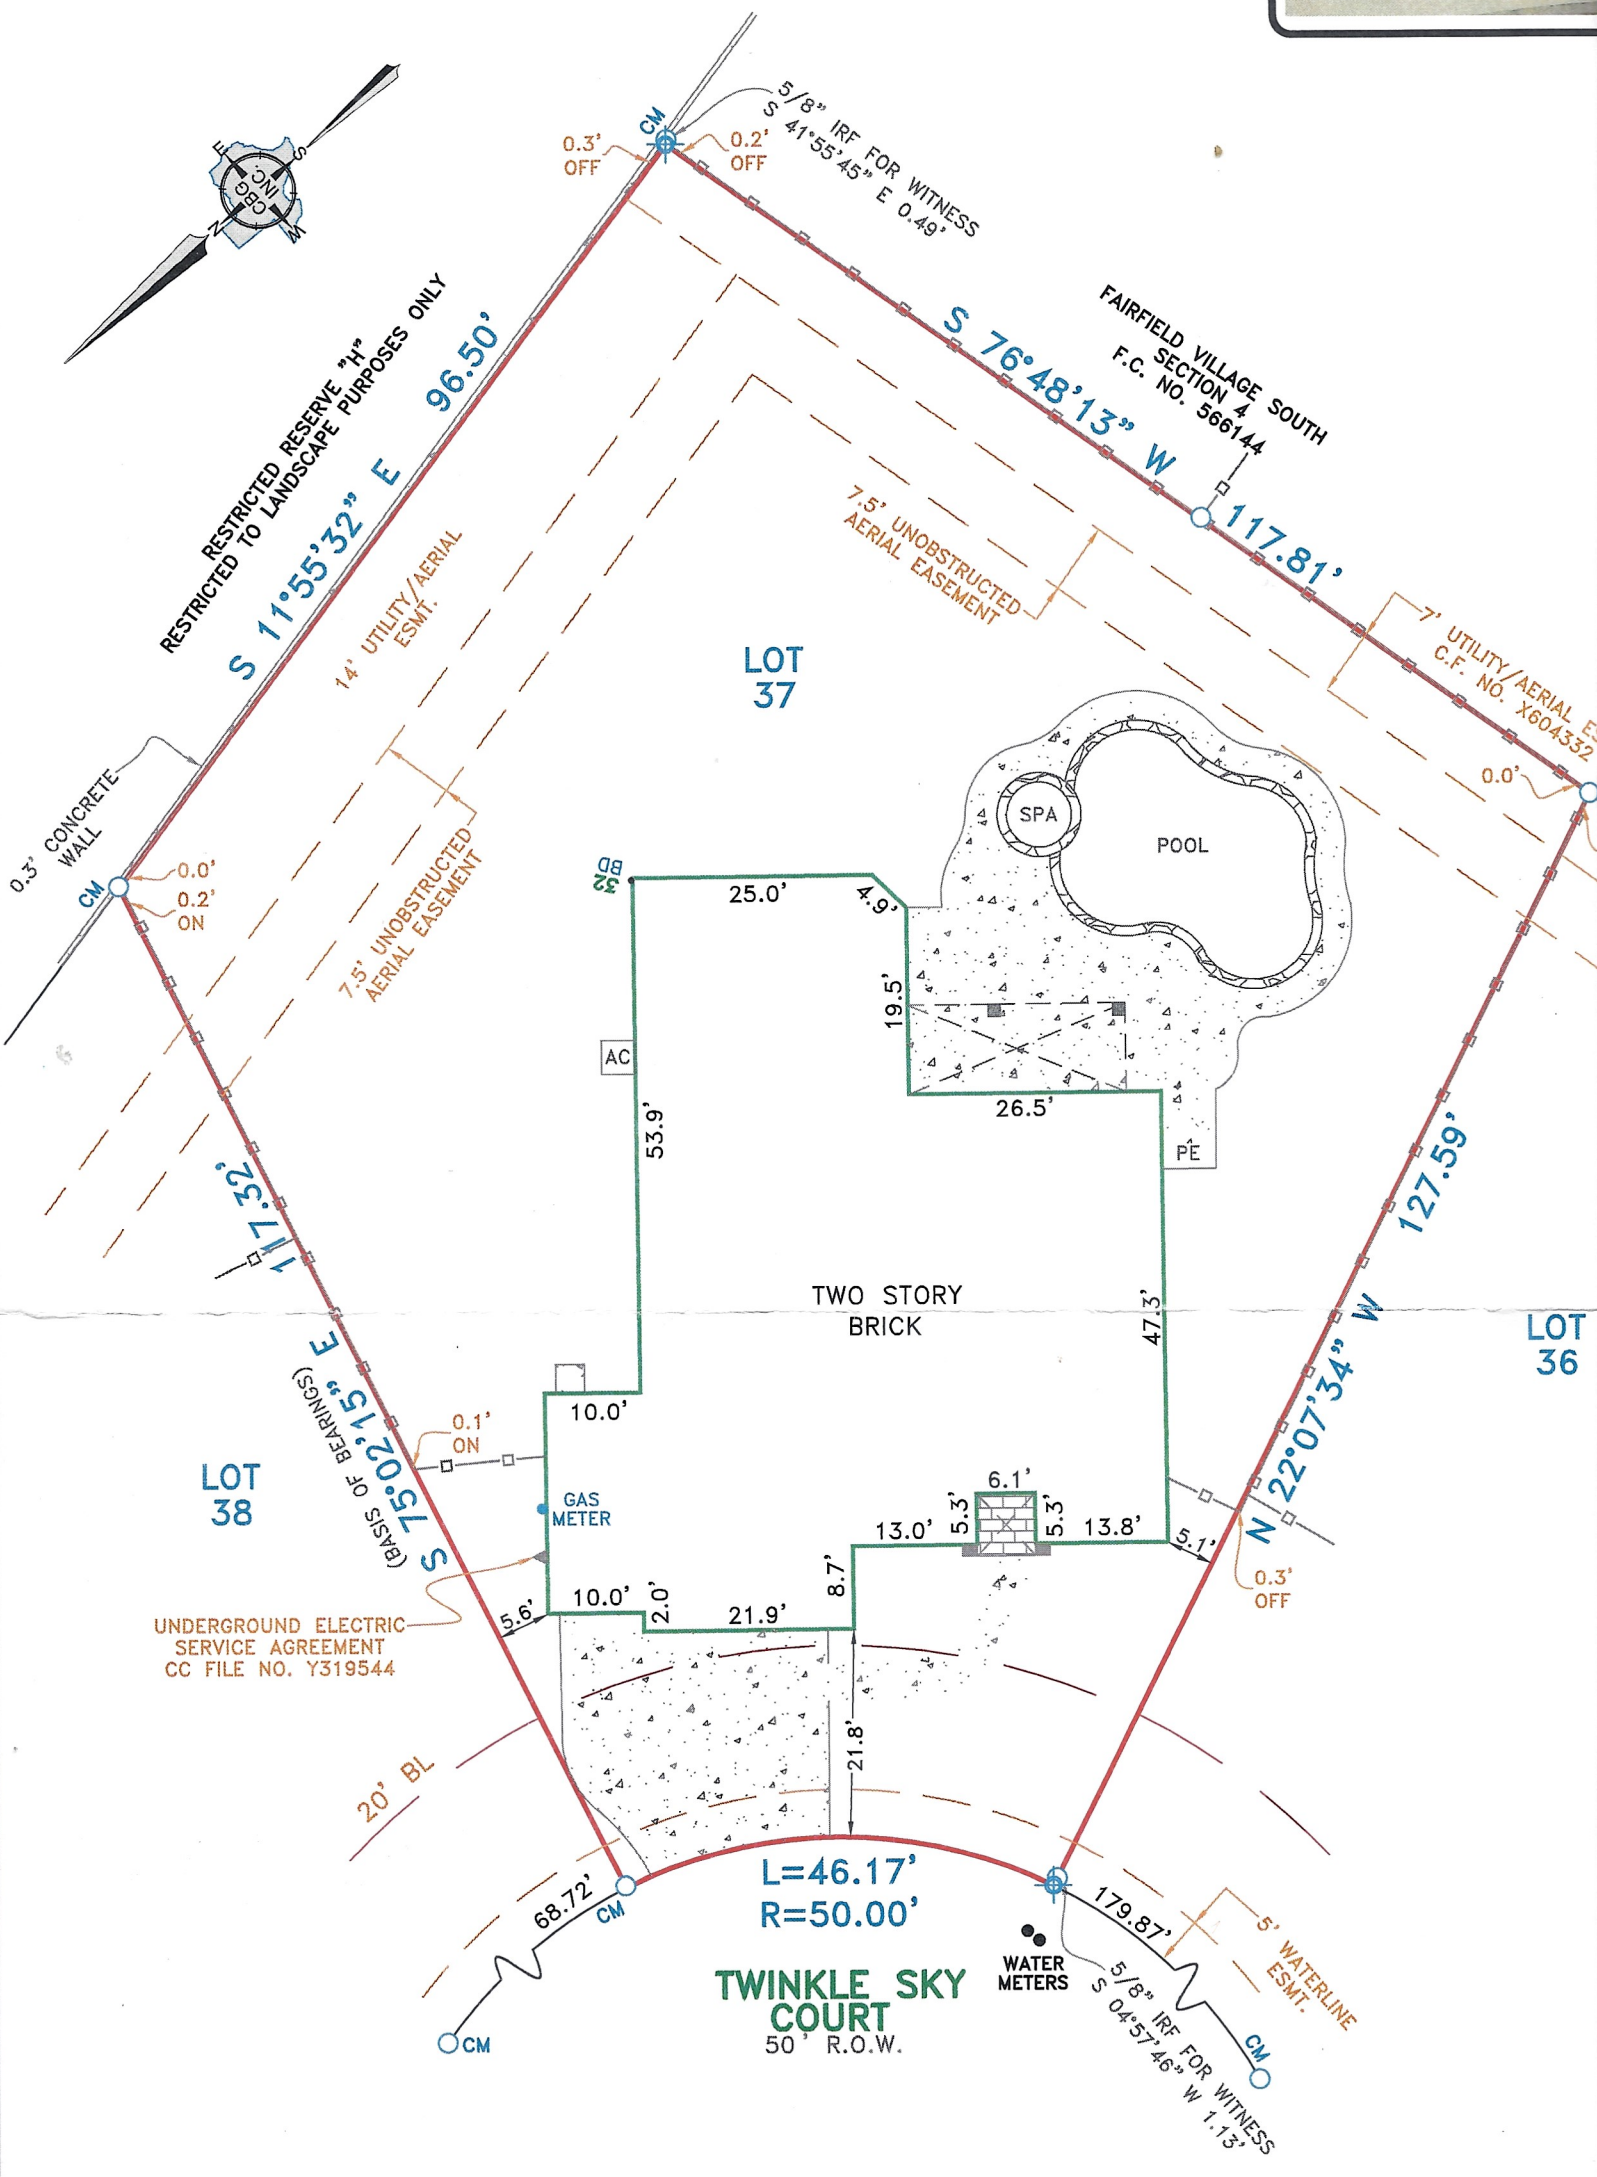 CM
5/8" IRF FOR WITNESS
S 41°55'45" E 0.49'
0.3'
OFF
0.2'
OFF
E
S
CBG
INC.
N
W
RESTRICTED RESERVE "H"
RESTRICTED TO LANDSCAPE PURPOSES ONLY
S 11°55'32" E 96.50'
S 76°48'13" W 117.81'
FAIRFIELD VILLAGE SOUTH
SECTION 4
F.C. NO. 566144
14' UTILITY/AERIAL
ESMT.
7.5' UNOBSTRUCTED
AERIAL EASEMENT
7' UTILITY/AERIAL
C.F. NO. X604332
LOT
37
0.0'
0.3' CONCRETE
WALL
CM
0.0'
0.2'
ON
7.5' UNOBSTRUCTED
AERIAL EASEMENT
SPA
POOL
32
BD
25.0'
4.9'
19.5'
AC
53.9'
26.5'
PE
117.32'
S 75°02'15" E
(BASIS OF BEARINGS)
TWO STORY
BRICK
47.3'
127.59'
N 22°07'34" W
LOT
36
10.0'
0.1'
ON
LOT
38
GAS
METER
6.1'
5.3'
5.3'
13.0'
13.8'
5.1'
0.3'
OFF
8.7'
10.0'
2.0'
21.9'
5.6'
UNDERGROUND ELECTRIC
SERVICE AGREEMENT
CC FILE NO. Y319544
20' BL
21.8'
L=46.17'
R=50.00'
68.72'
CM
179.87'
5' WATERLINE
ESMT.
WATER
METERS
TWINKLE SKY
COURT
50' R.O.W.
5/8" IRF FOR WITNESS
S 04°57'46" W 1.13'
CM
CM